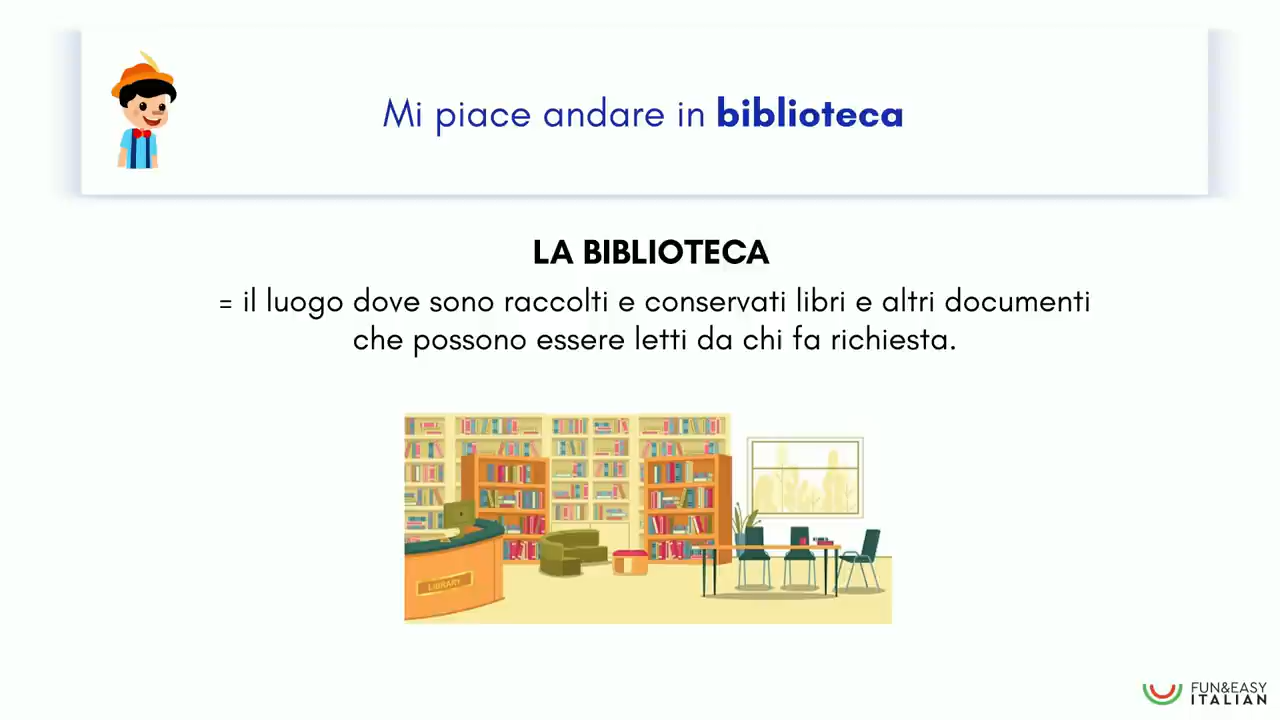 Mi piace andare in biblioteca
LA BIBLIOTECA
= il luogo dove sono raccolti e conservati libri e altri documenti
che possono essere letti da chi fa richiesta.
LIBRARY
FUN&EASY
ITALIAN